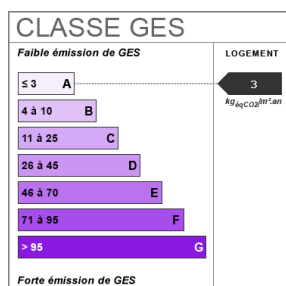 CLASSE GES
Faible émission de GES
LOGEMENT
≤ 3 A
3
kgéqCO2/m².an
4 à 10 B
11 à 25 C
26 à 45 D
46 à 70 E
71 à 95 F
> 95 G
Forte émission de GES